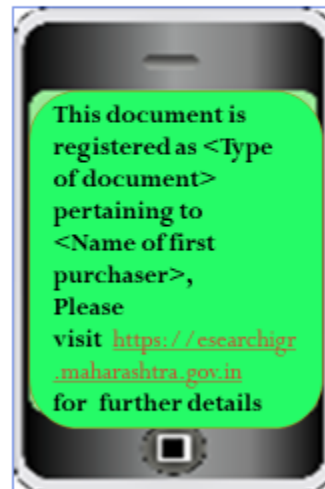 This document is
registered as <Type
of document>
pertaining to
<Name of first
purchaser>,
Please
visit https://esearchigr
.maharashtra.gov.in
for further details